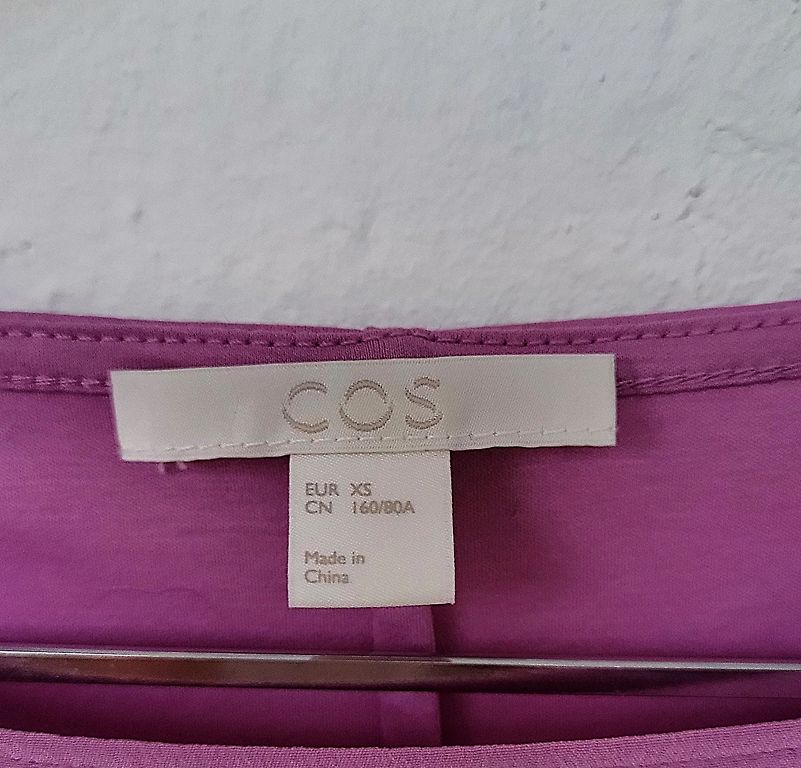 COS
EUR XS
CN 160/80A
Made in
China